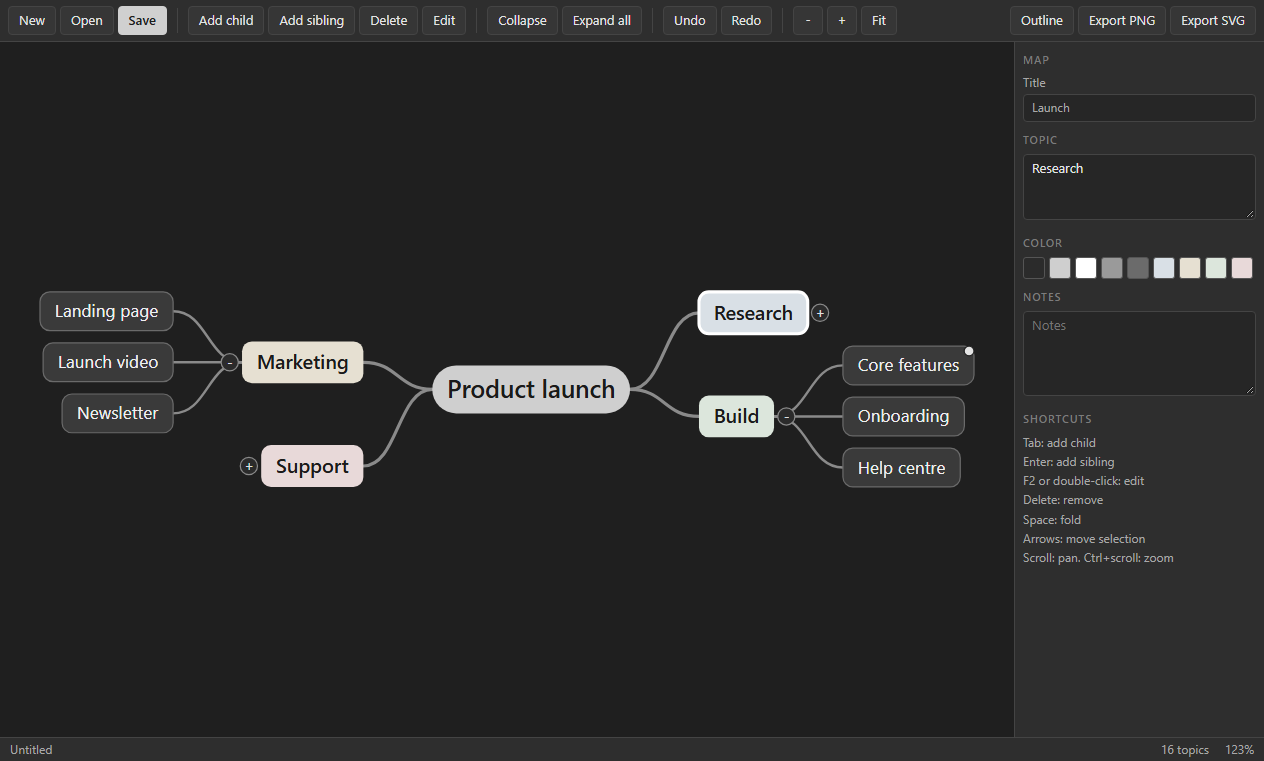 New Open Save Add child Add sibling Delete Edit Collapse Expand all Undo Redo - + Fit Outline Export PNG Export SVG
MAP
Title
Launch
TOPIC
Research
COLOR
NOTES
Notes
SHORTCUTS
Tab: add child
Enter: add sibling
F2 or double-click: edit
Delete: remove
Space: fold
Arrows: move selection
Scroll: pan. Ctrl+scroll: zoom
Landing page
Launch video
Newsletter
-
Marketing
+
Support
Product launch
Research
+
Build
-
Core features
Onboarding
Help centre
Untitled
16 topics 123%